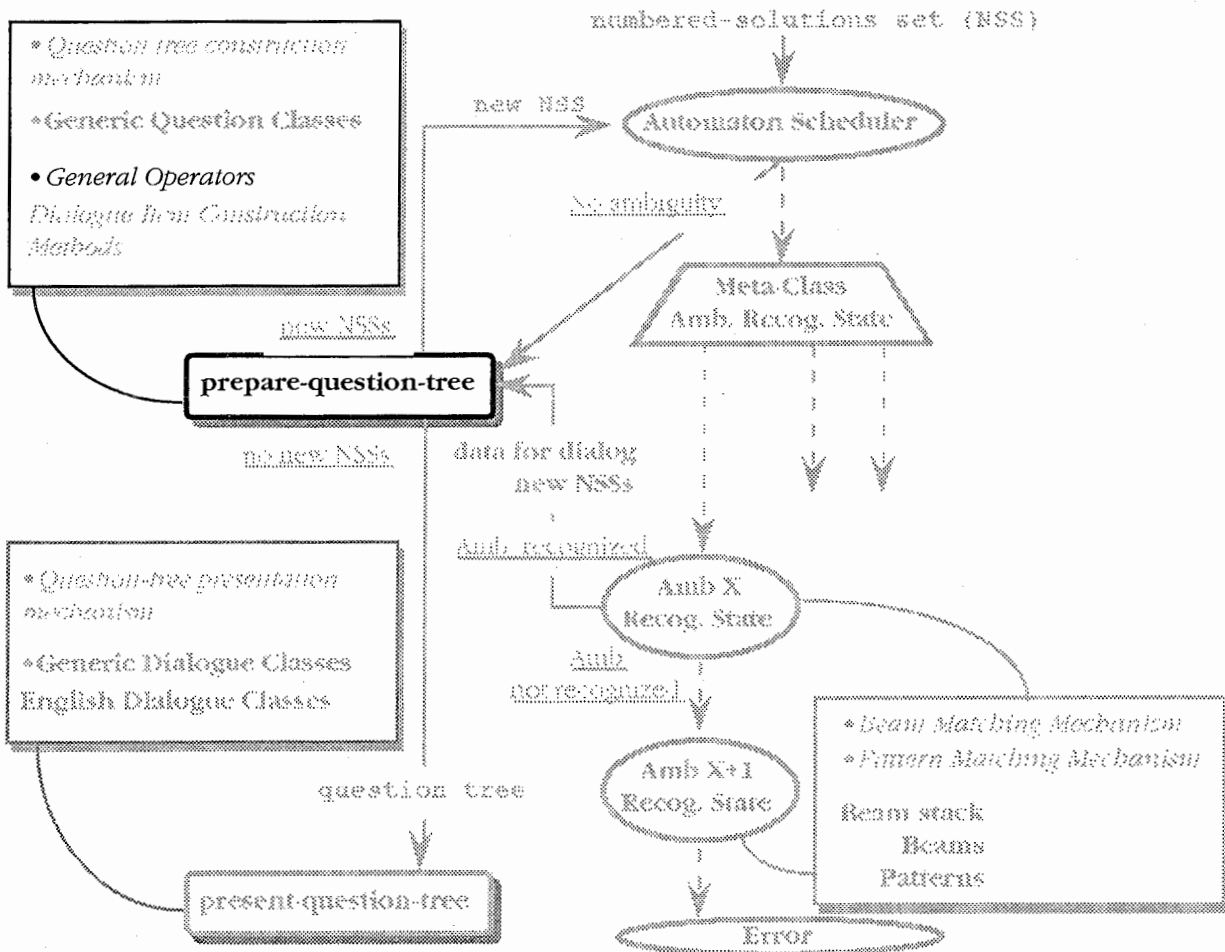 numbered-solutions set (NSS)
• Question tree construction
mechanism
•Generic Question Classes
• General Operators
Dialogue Item Construction
Methods
new NSS
Automaton Scheduler
No ambiguity
Meta-Class
Amb. Recog. State
new NSSs
prepare-question-tree
no new NSSs
data for dialog
new NSSs
Amb. recognized
Amb X
Recog. State
Amb
not recognized
• Question-tree presentation
mechanism
•Generic Dialogue Classes
English Dialogue Classes
• Beam Matching Mechanism
• Pattern Matching Mechanism
Beam stack
Beams
Patterns
Amb X+1
Recog. State
question tree
present-question-tree
Error